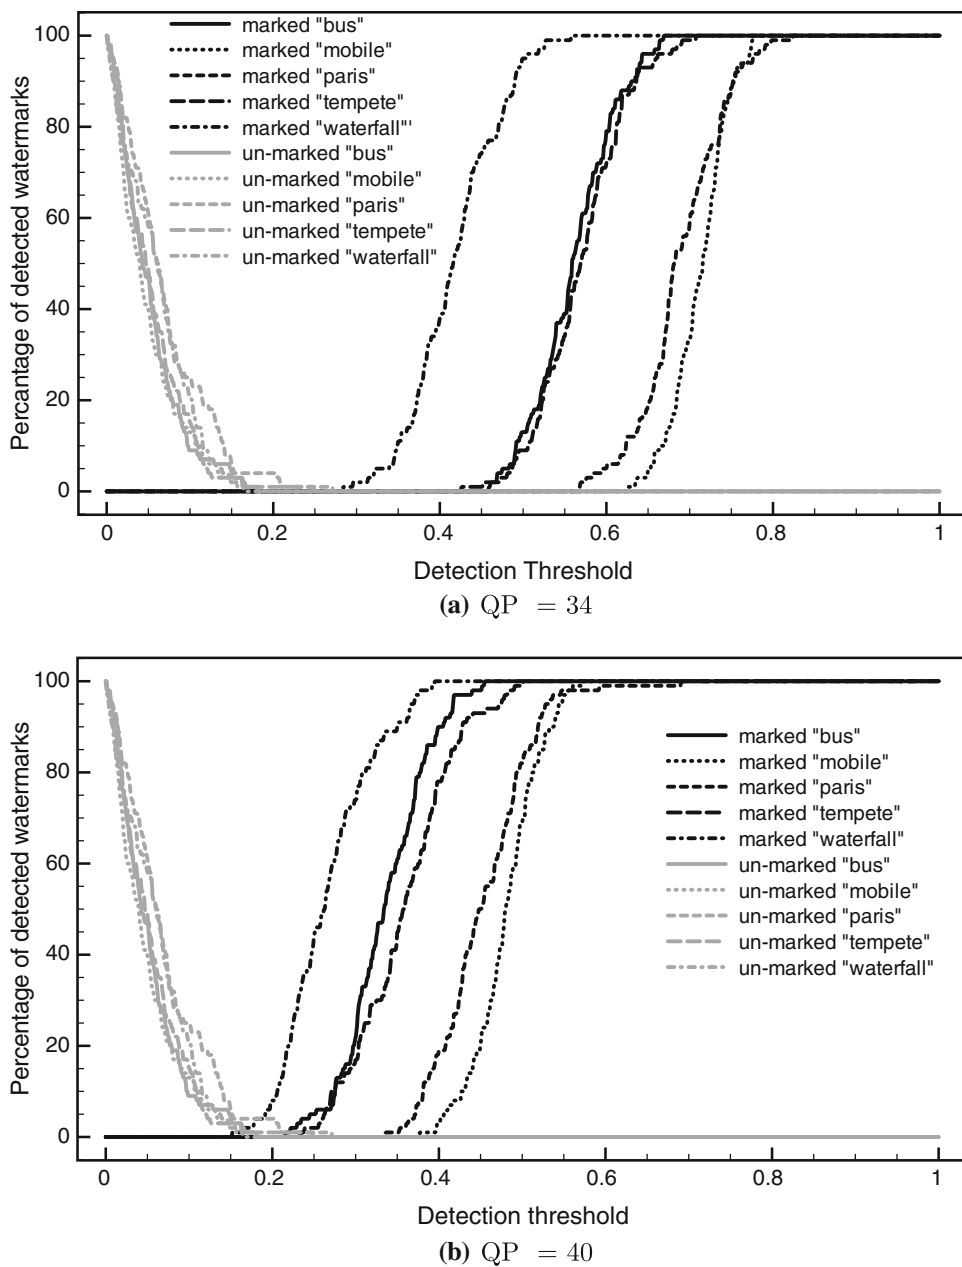 100
80
60
40
20
0
Percantage of detected watermarks
marked "bus"
marked "mobile"
marked "paris"
marked "tempete"
marked "waterfall"'
un-marked "bus"
un-marked "mobile"
un-marked "paris"
un-marked "tempete"
un-marked "waterfall"
0 0.2 0.4 0.6 0.8 1
Detection Threshold
(a) QP = 34
100
80
60
40
20
0
Percentage of detected watermarks
marked "bus"
marked "mobile"
marked "paris"
marked "tempete"
marked "waterfall"
un-marked "bus"
un-marked "mobile"
un-marked "paris"
un-marked "tempete"
un-marked "waterfall"
0 0.2 0.4 0.6 0.8 1
Detection threshold
(b) QP = 40